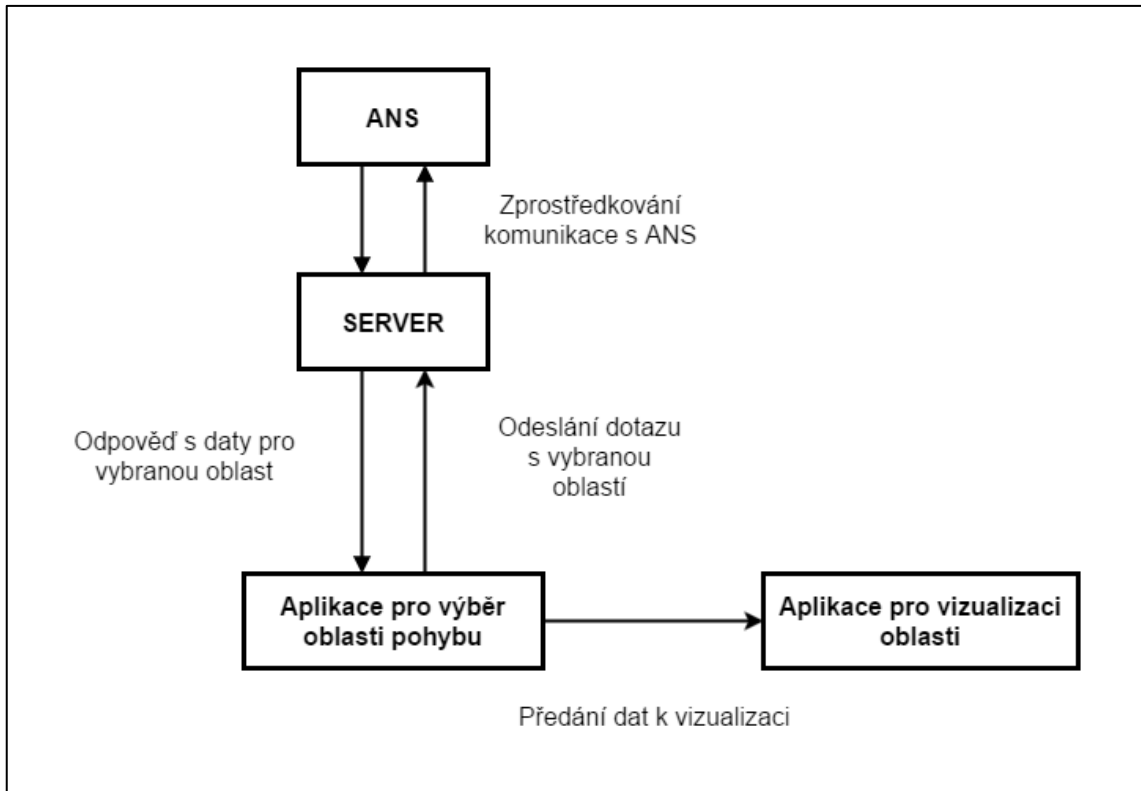 ANS
Zprostředkování
komunikace s ANS
SERVER
Odpověď s daty pro
vybranou oblast
Odeslání dotazu
s vybranou
oblastí
Aplikace pro výběr
oblasti pohybu
Aplikace pro vizualizaci
oblasti
Předání dat k vizualizaci